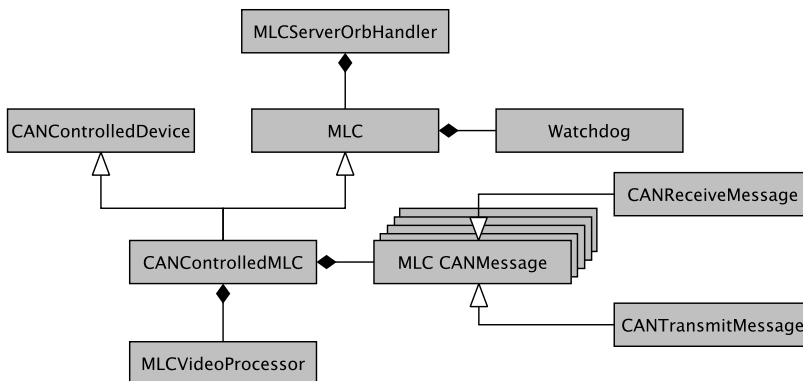 MLCServerOrbHandler
CANControlledDevice
MLC
Watchdog
CANReceiveMessage
CANControlledMLC
MLC CANMessage
CANTransmitMessage
MLCVideoProcessor